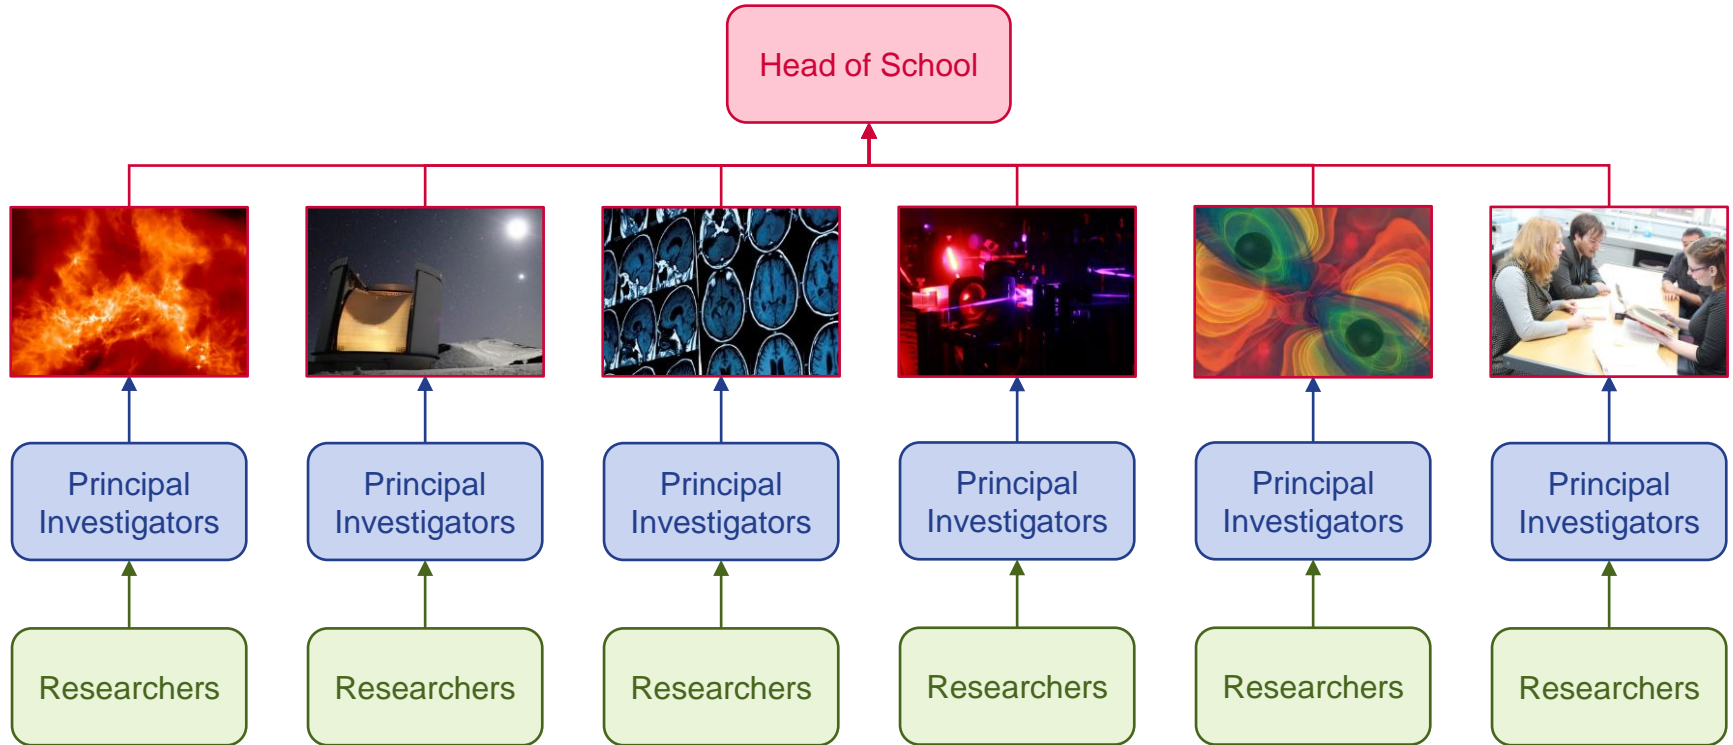 Head of School
Principal
Investigators
Principal
Investigators
Principal
Investigators
Principal
Investigators
Principal
Investigators
Principal
Investigators
Researchers
Researchers
Researchers
Researchers
Researchers
Researchers